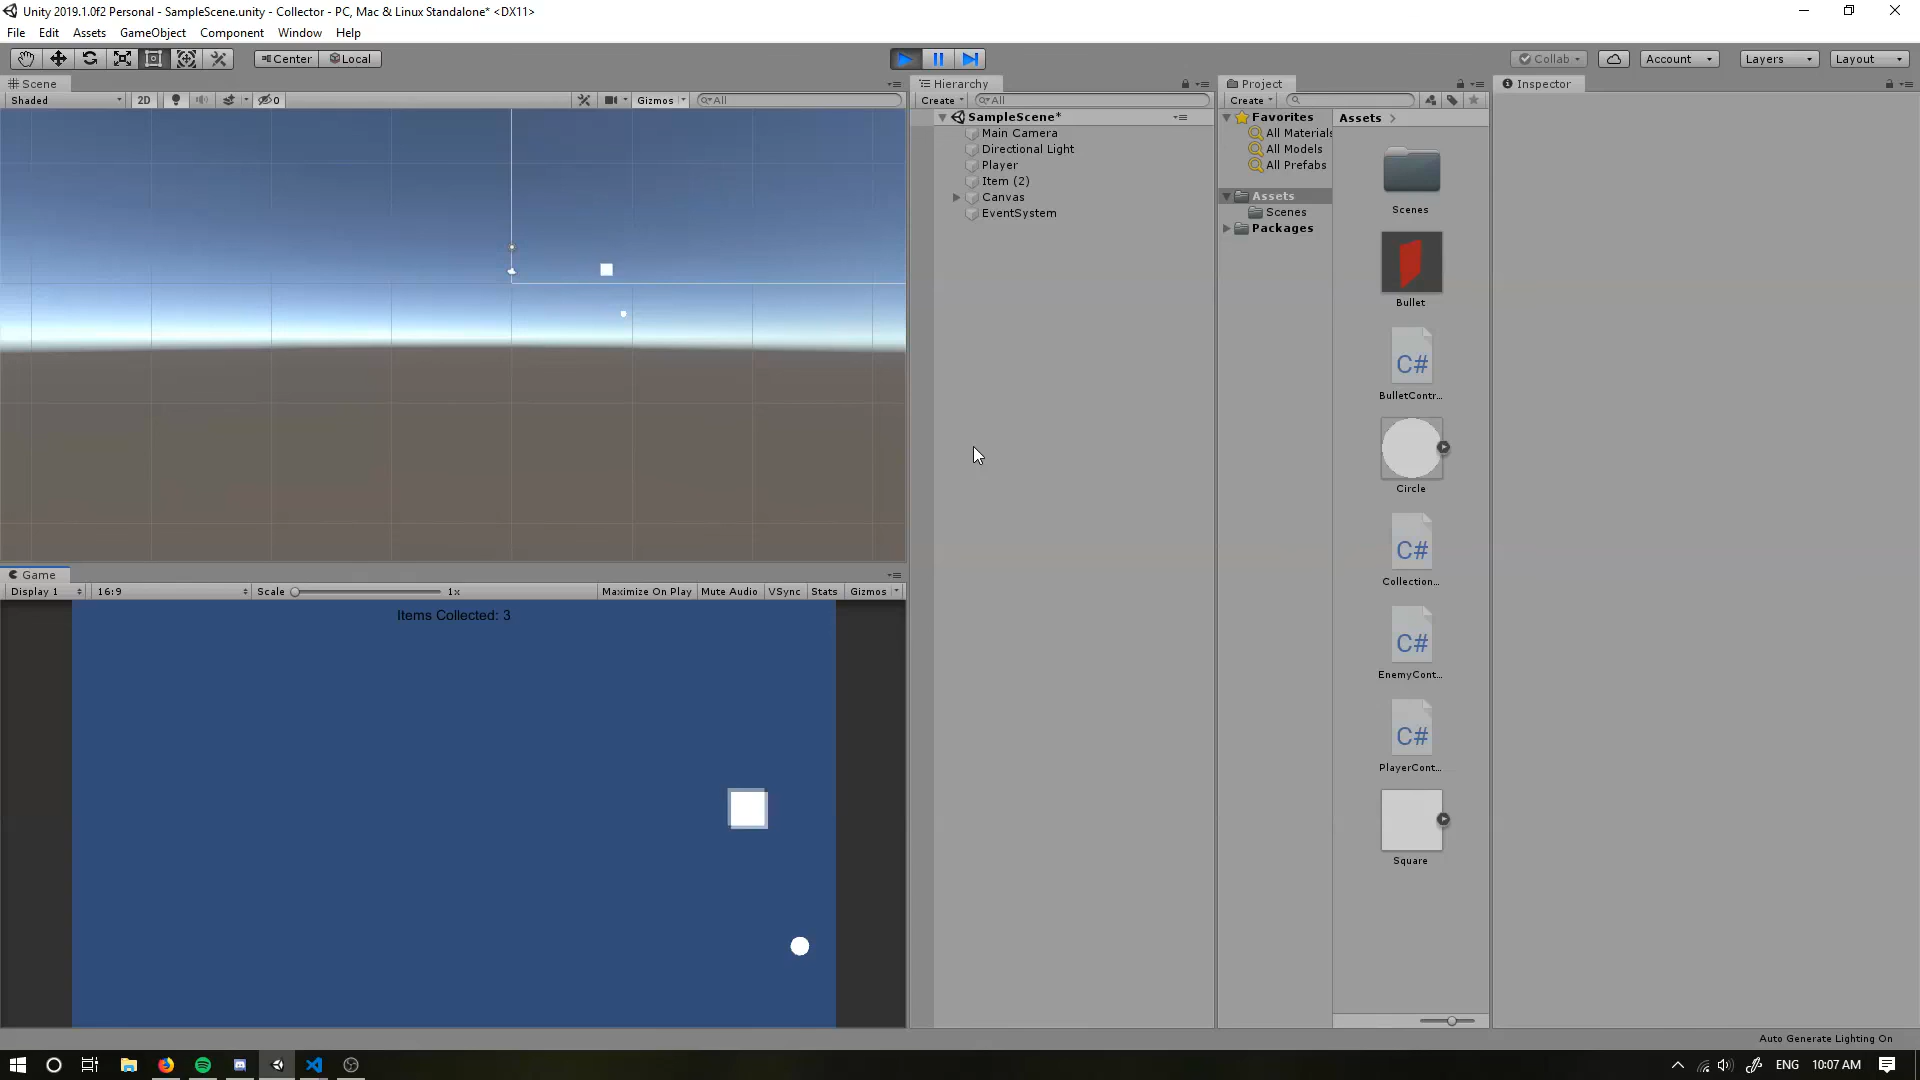 Unity 2019.1.0f2 Personal - SampleScene.unity - Collector - PC, Mac & Linux Standalone* <DX11>
File Edit Assets GameObject Component Window Help
Center Local Collab Account Layers Layout
Scene
Shaded 2D 0 Gizmos All
Hierarchy
Create All
SampleScene*
Main Camera
Directional Light
Player
Item (2)
Canvas
EventSystem
Project
Create
Favorites
All Materials
All Models
All Prefabs
Assets
Scenes
Packages
Assets
Scenes
Bullet
C#
BulletContr...
Circle
C#
Collection...
C#
EnemyCont...
C#
PlayerCont...
Square
Inspector
Game
Display 1 16:9 Scale 1x Maximize On Play Mute Audio VSync Stats Gizmos
Items Collected: 3
Auto Generate Lighting On
ENG 10:07 AM